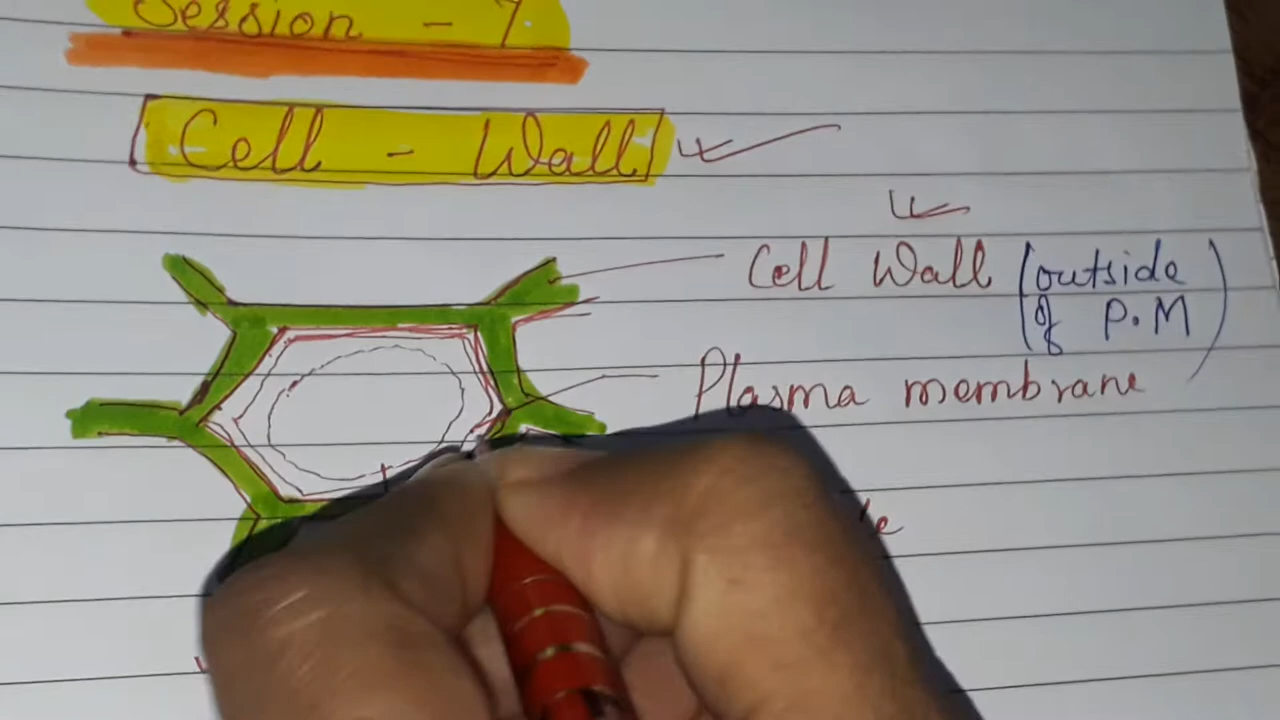 Session - 7
Cell - Wall
Cell Wall (outside
of P.M)
Plasma membrane